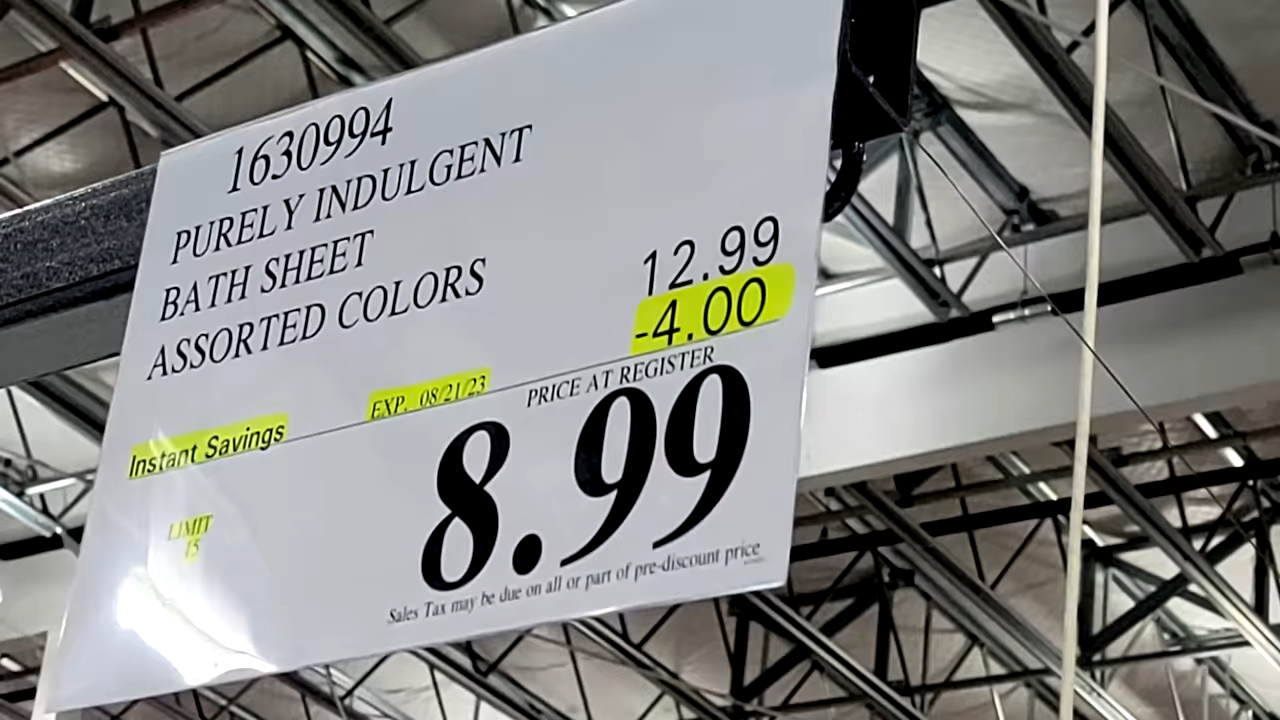 1630994
PURELY INDULGENT
BATH SHEET
ASSORTED COLORS
12.99
-4.00
EXP. 08/21/23
PRICE AT REGISTER
Instant Savings
8.99
LIMIT
15
Sales Tax may be due on all or part of pre-discount price